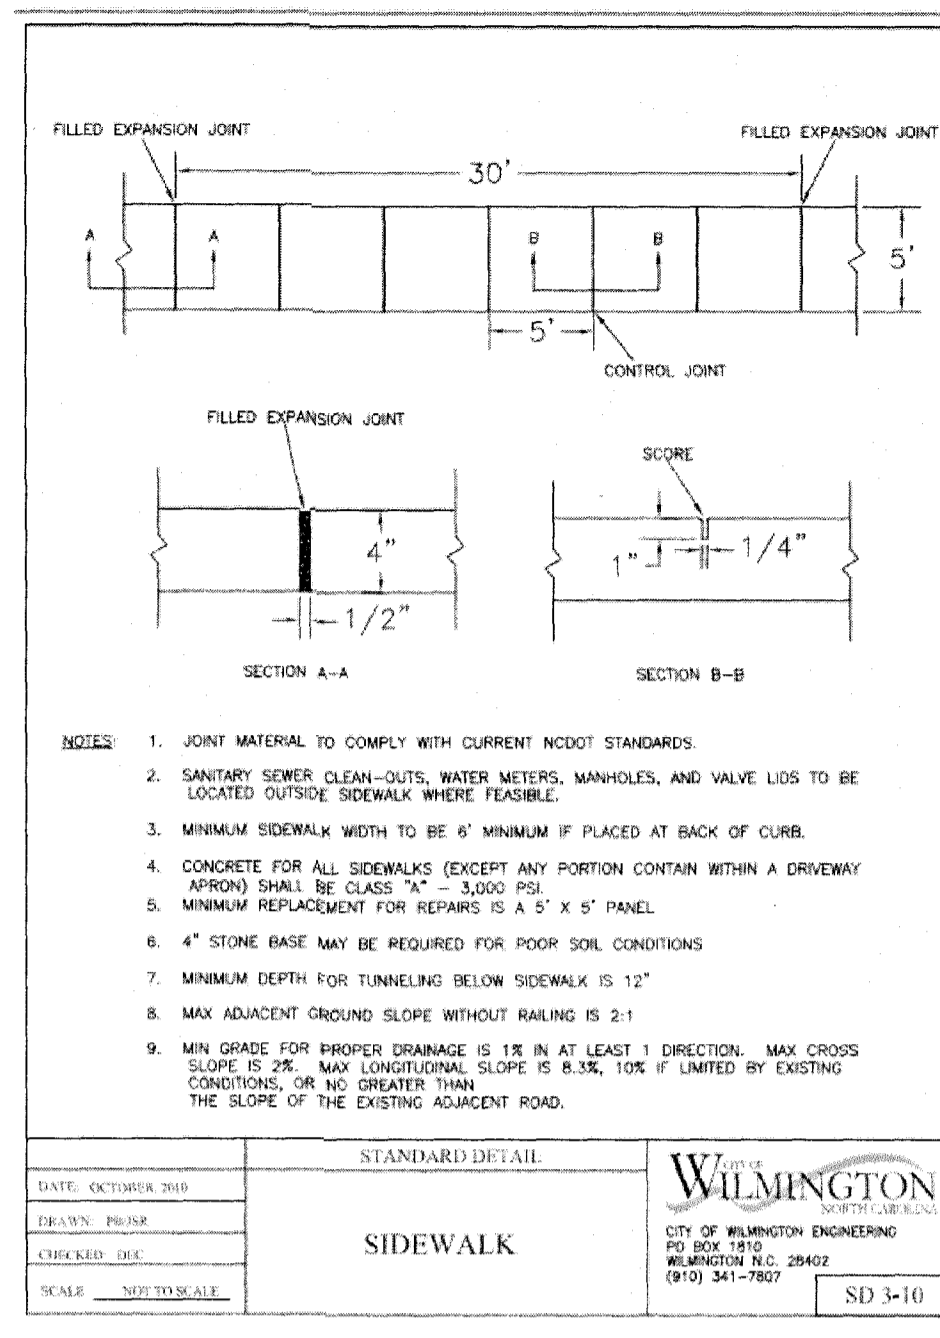 FILLED EXPANSION JOINT
FILLED EXPANSION JOINT
30'
A
A
B
B
5'
5'
CONTROL JOINT
FILLED EXPANSION JOINT
SCORE
4"
1"
1/4"
1/2"
SECTION A-A
SECTION B-B
NOTES:
1. JOINT MATERIAL TO COMPLY WITH CURRENT NCDOT STANDARDS.
2. SANITARY SEWER CLEAN-OUTS, WATER METERS, MANHOLES, AND VALVE LIDS TO BE
LOCATED OUTSIDE SIDEWALK WHERE FEASIBLE.
3. MINIMUM SIDEWALK WIDTH TO BE 6' MINIMUM IF PLACED AT BACK OF CURB.
4. CONCRETE FOR ALL SIDEWALKS (EXCEPT ANY PORTION CONTAIN WITHIN A DRIVEWAY
APRON) SHALL BE CLASS "A" - 3,000 PSI.
5. MINIMUM REPLACEMENT FOR REPAIRS IS A 5' X 5' PANEL
6. 4" STONE BASE MAY BE REQUIRED FOR POOR SOIL CONDITIONS
7. MINIMUM DEPTH FOR TUNNELING BELOW SIDEWALK IS 12"
8. MAX ADJACENT GROUND SLOPE WITHOUT RAILING IS 2:1
9. MIN GRADE FOR PROPER DRAINAGE IS 1% IN AT LEAST 1 DIRECTION. MAX CROSS
SLOPE IS 2%. MAX LONGITUDINAL SLOPE IS 8.3%, 10% IF LIMITED BY EXISTING
CONDITIONS, OR NO GREATER THAN
THE SLOPE OF THE EXISTING ADJACENT ROAD.
STANDARD DETAIL
DATE: OCTOBER, 2010
DRAWN:
CHECKED: DEC
SCALE NOT TO SCALE
SIDEWALK
CITY OF
WILMINGTON
NORTH CAROLINA
CITY OF WILMINGTON ENGINEERING
PO BOX 1810
WILMINGTON N.C. 28402
(910) 341-7807
SD 3-10